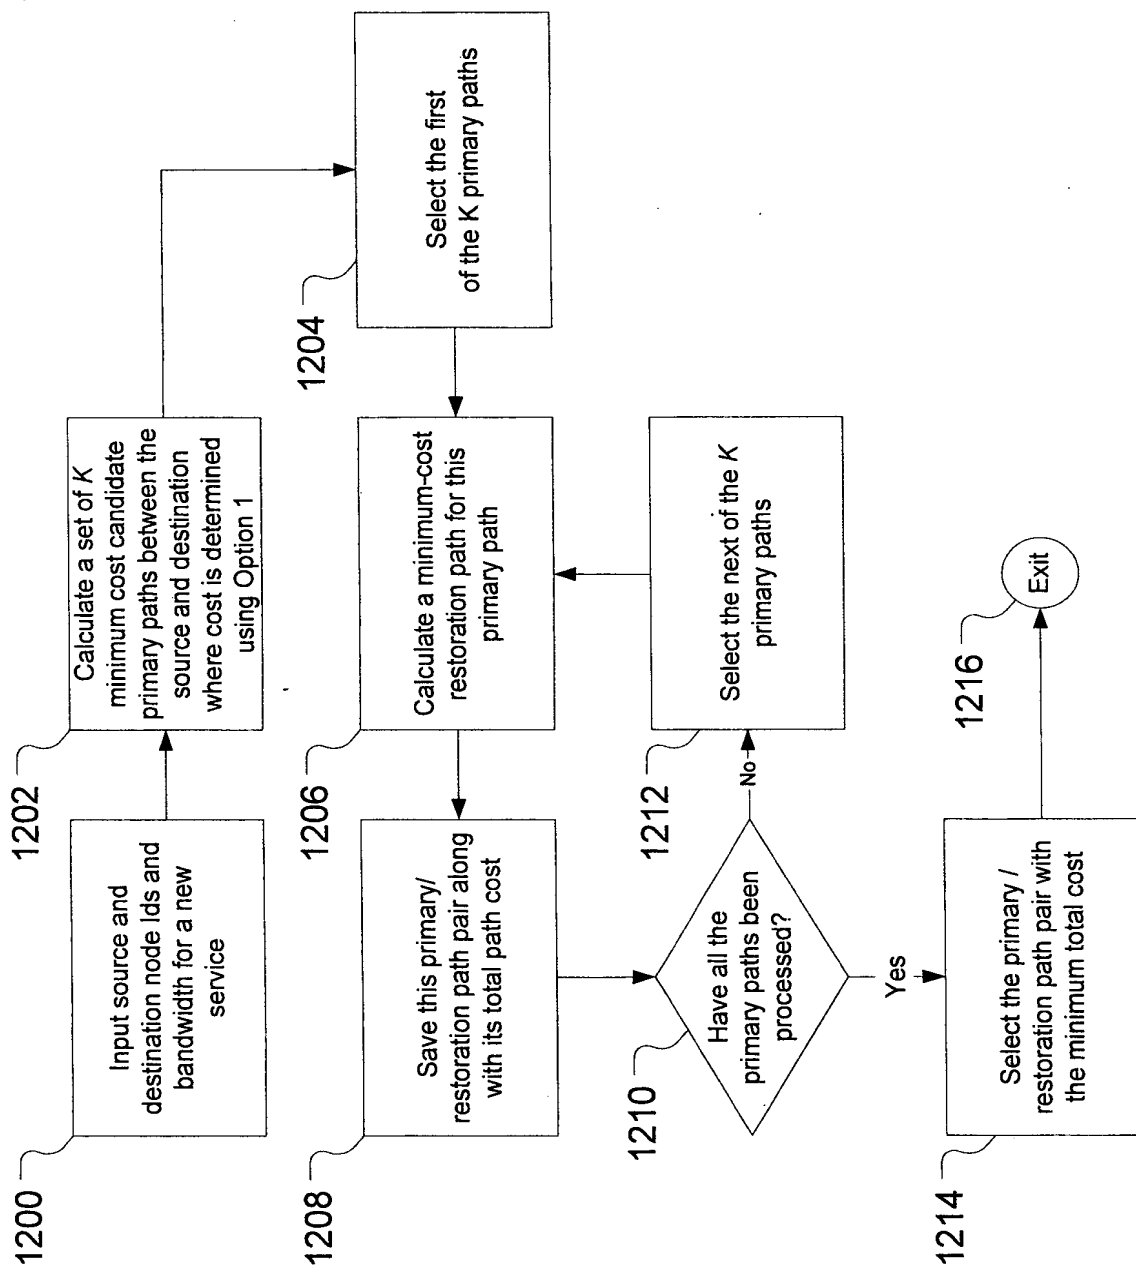 1200
Input source and
destination node Ids and
bandwidth for a new
service
1202
Calculate a set of K
minimum cost candidate
primary paths between the
source and destination
where cost is determined
using Option 1
1204
Select the first
of the K primary paths
1206
Calculate a minimum-cost
restoration path for this
primary path
1208
Save this primary/
restoration path pair along
with its total path cost
1210
Have all the
primary paths been
processed?
No
1212
Select the next of the K
primary paths
Yes
1214
Select the primary /
restoration path pair with
the minimum total cost
1216
Exit